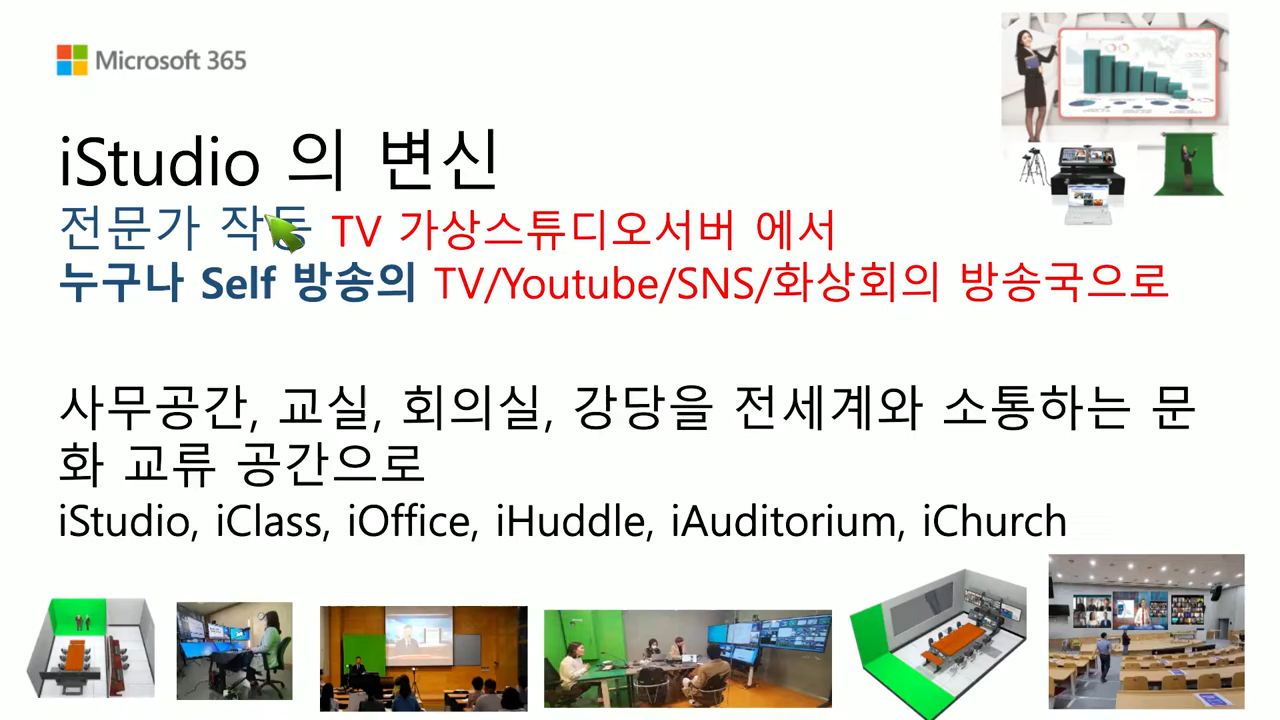 Microsoft 365
iStudio 의 변신
전문가 작동 TV 가상스튜디오서버 에서
누구나 Self 방송의 TV/Youtube/SNS/화상회의 방송국으로
사무공간, 교실, 회의실, 강당을 전세계와 소통하는 문
화 교류 공간으로
iStudio, iClass, iOffice, iHuddle, iAuditorium, iChurch